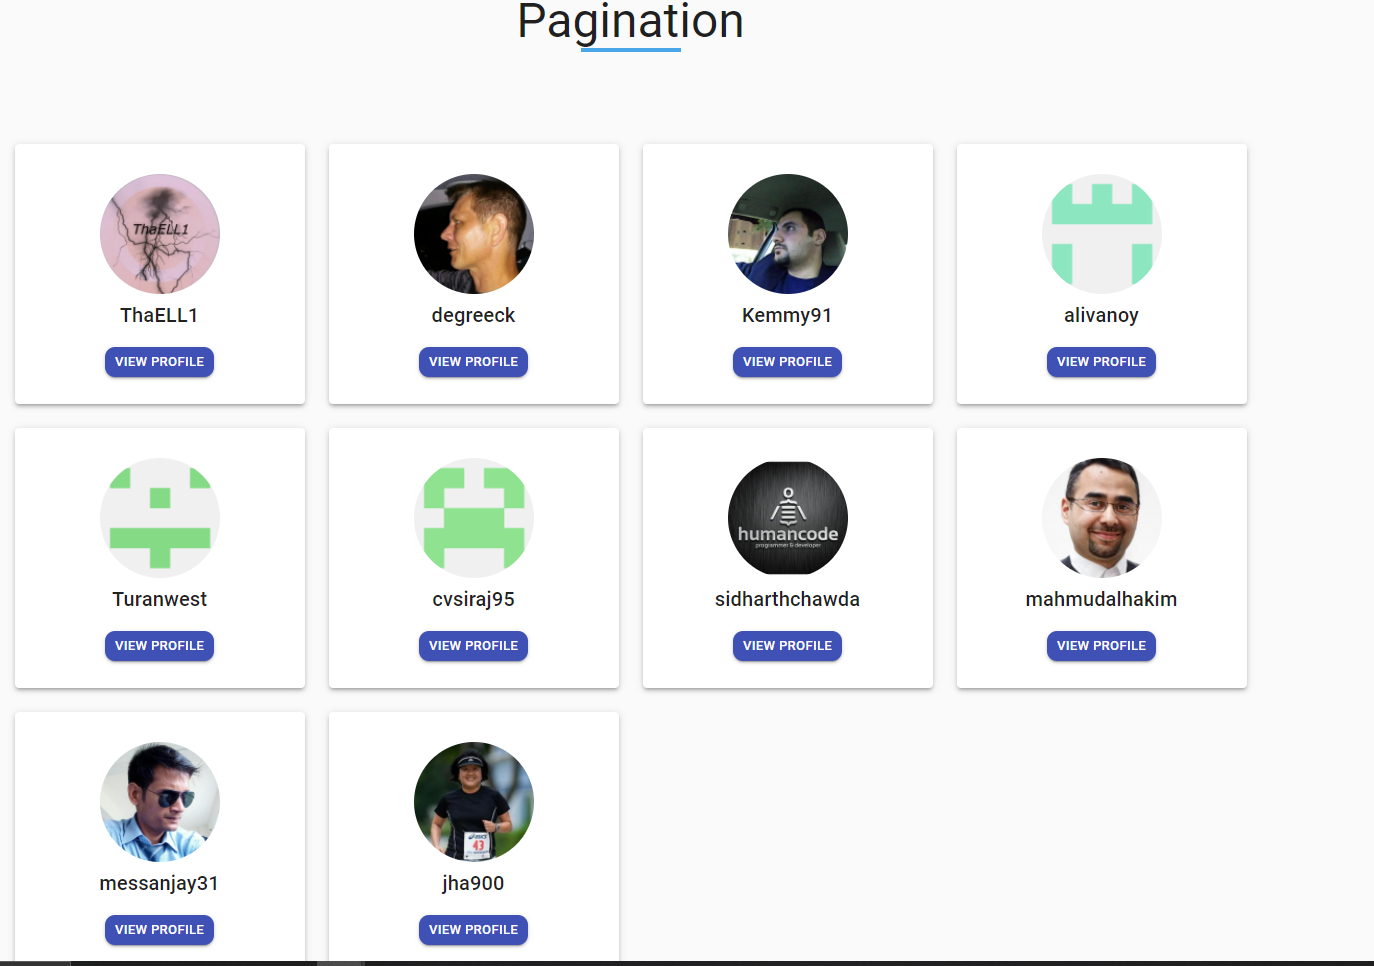 Pagination
ThaELL1
ThaELL1
degreeck
Kemmy91
alivanoy
VIEW PROFILE
VIEW PROFILE
VIEW PROFILE
VIEW PROFILE
humancode
programmer & developer
Turanwest
cvsiraj95
sidharthchawda
mahmudalhakim
VIEW PROFILE
VIEW PROFILE
VIEW PROFILE
VIEW PROFILE
43
messanjay31
jha900
VIEW PROFILE
VIEW PROFILE